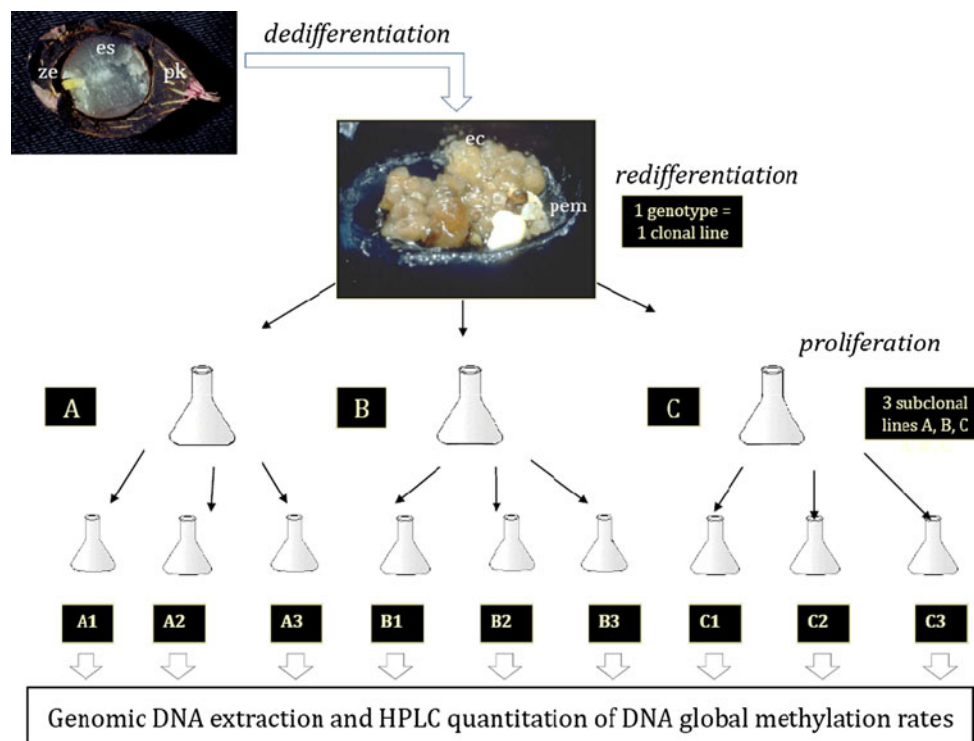 dedifferentiation
es
ze
pk
ec
pem
redifferentiation
1 genotype =
1 clonal line
proliferation
A
B
C
3 subclonal
lines A, B, C
A1
A2
A3
B1
B2
B3
C1
C2
C3
Genomic DNA extraction and HPLC quantitation of DNA global methylation rates